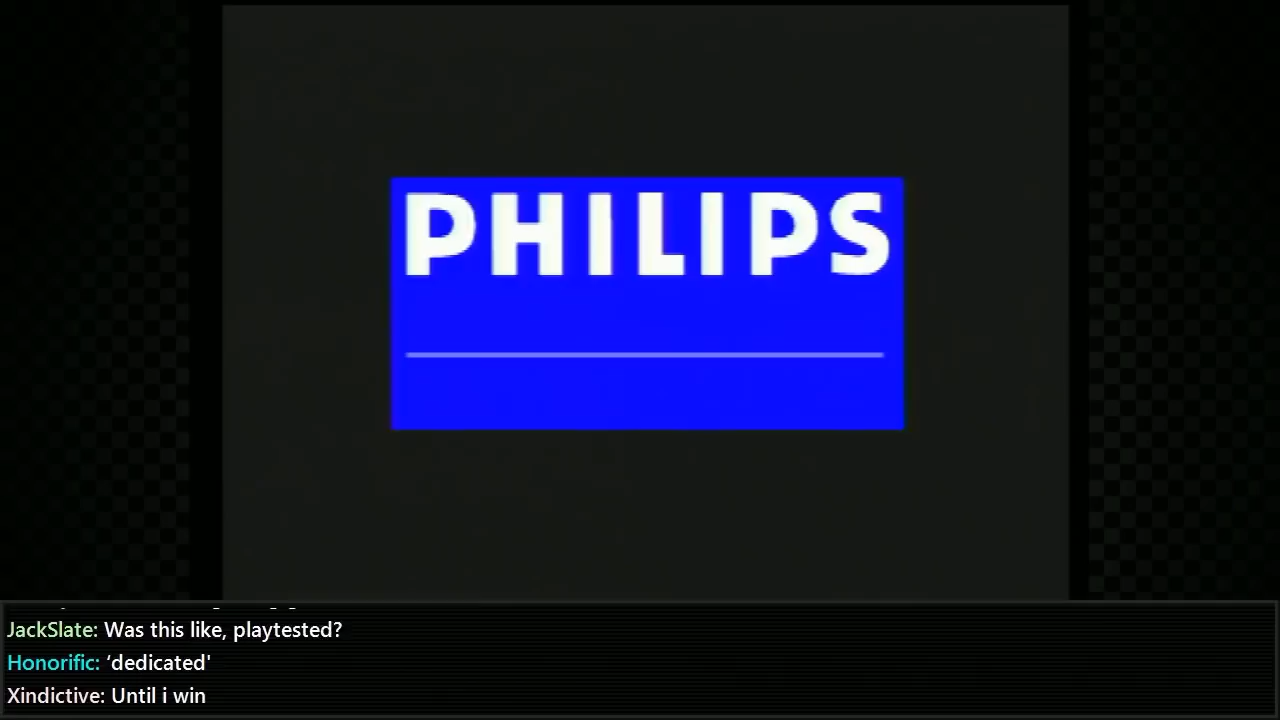 PHILIPS
JackSlate: Was this like, playtested?
Honorific: ‘dedicated'
Xindictive: Until i win